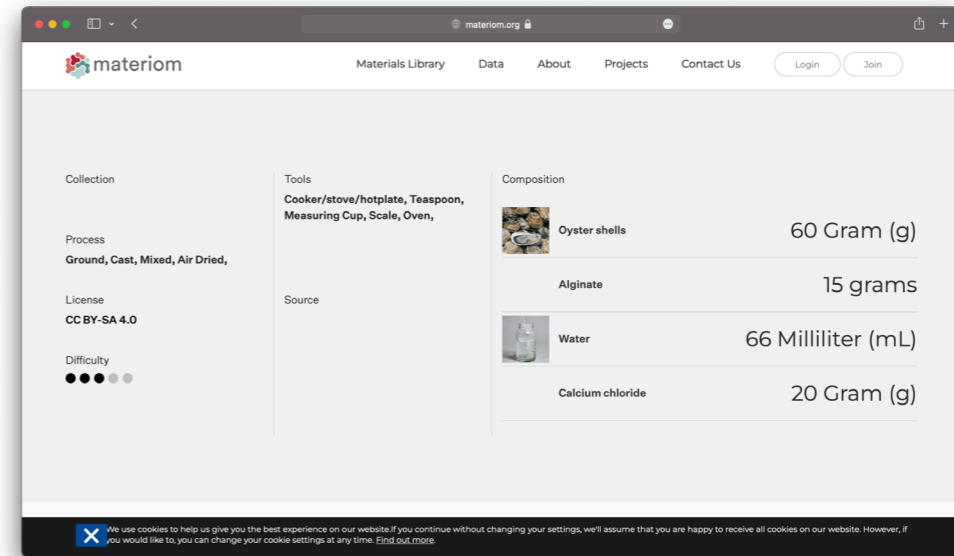 materiom.org
materiom
Materials Library Data About Projects Contact Us Login Join
Collection
Process
Ground, Cast, Mixed, Air Dried,
License
CC BY-SA 4.0
Difficulty
Tools
Cooker/stove/hotplate, Teaspoon,
Measuring Cup, Scale, Oven,
Source
Composition
Oyster shells 60 Gram (g)
Alginate 15 grams
Water 66 Milliliter (mL)
Calcium chloride 20 Gram (g)
We use cookies to help us give you the best experience on our website.If you continue without changing your settings, we'll assume that you are happy to receive all cookies on our website. However, if
you would like to, you can change your cookie settings at any time. Find out more.